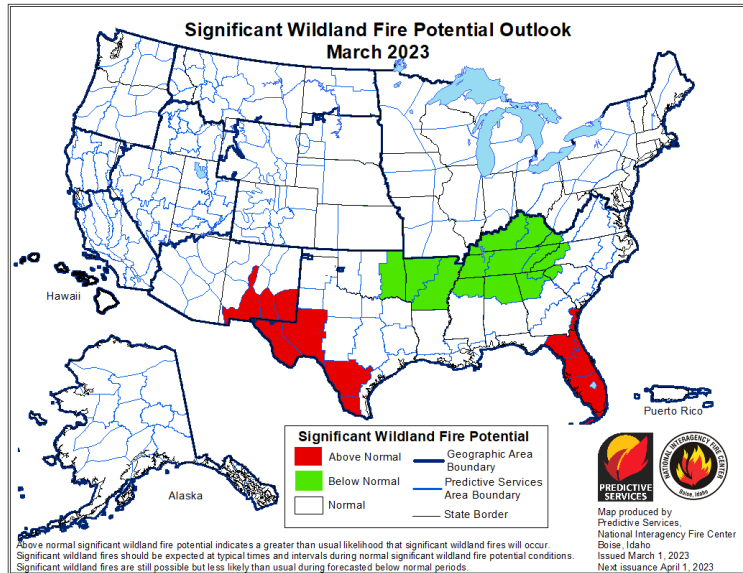 Significant Wildland Fire Potential Outlook
March 2023
Hawaii
Puerto Rico
Alaska
Significant Wildland Fire Potential
Above Normal
Below Normal
Normal
Geographic Area
Boundary
Predictive Services
Area Boundary
State Border
PREDICTIVE
SERVICES
NATIONAL INTERAGENCY FIRE CENTER
Boise, Idaho
Map produced by
Predictive Services,
National Interagency Fire Center
Boise, Idaho
Issued March 1, 2023
Next issuance April 1, 2023
Above normal significant wildland fire potential indicates a greater than usual likelihood that significant wildland fires will occur.
Significant wildland fires should be expected at typical times and intervals during normal significant wildland fire potential conditions.
Significant wildland fires are still possible but less likely than usual during forecasted below normal periods.